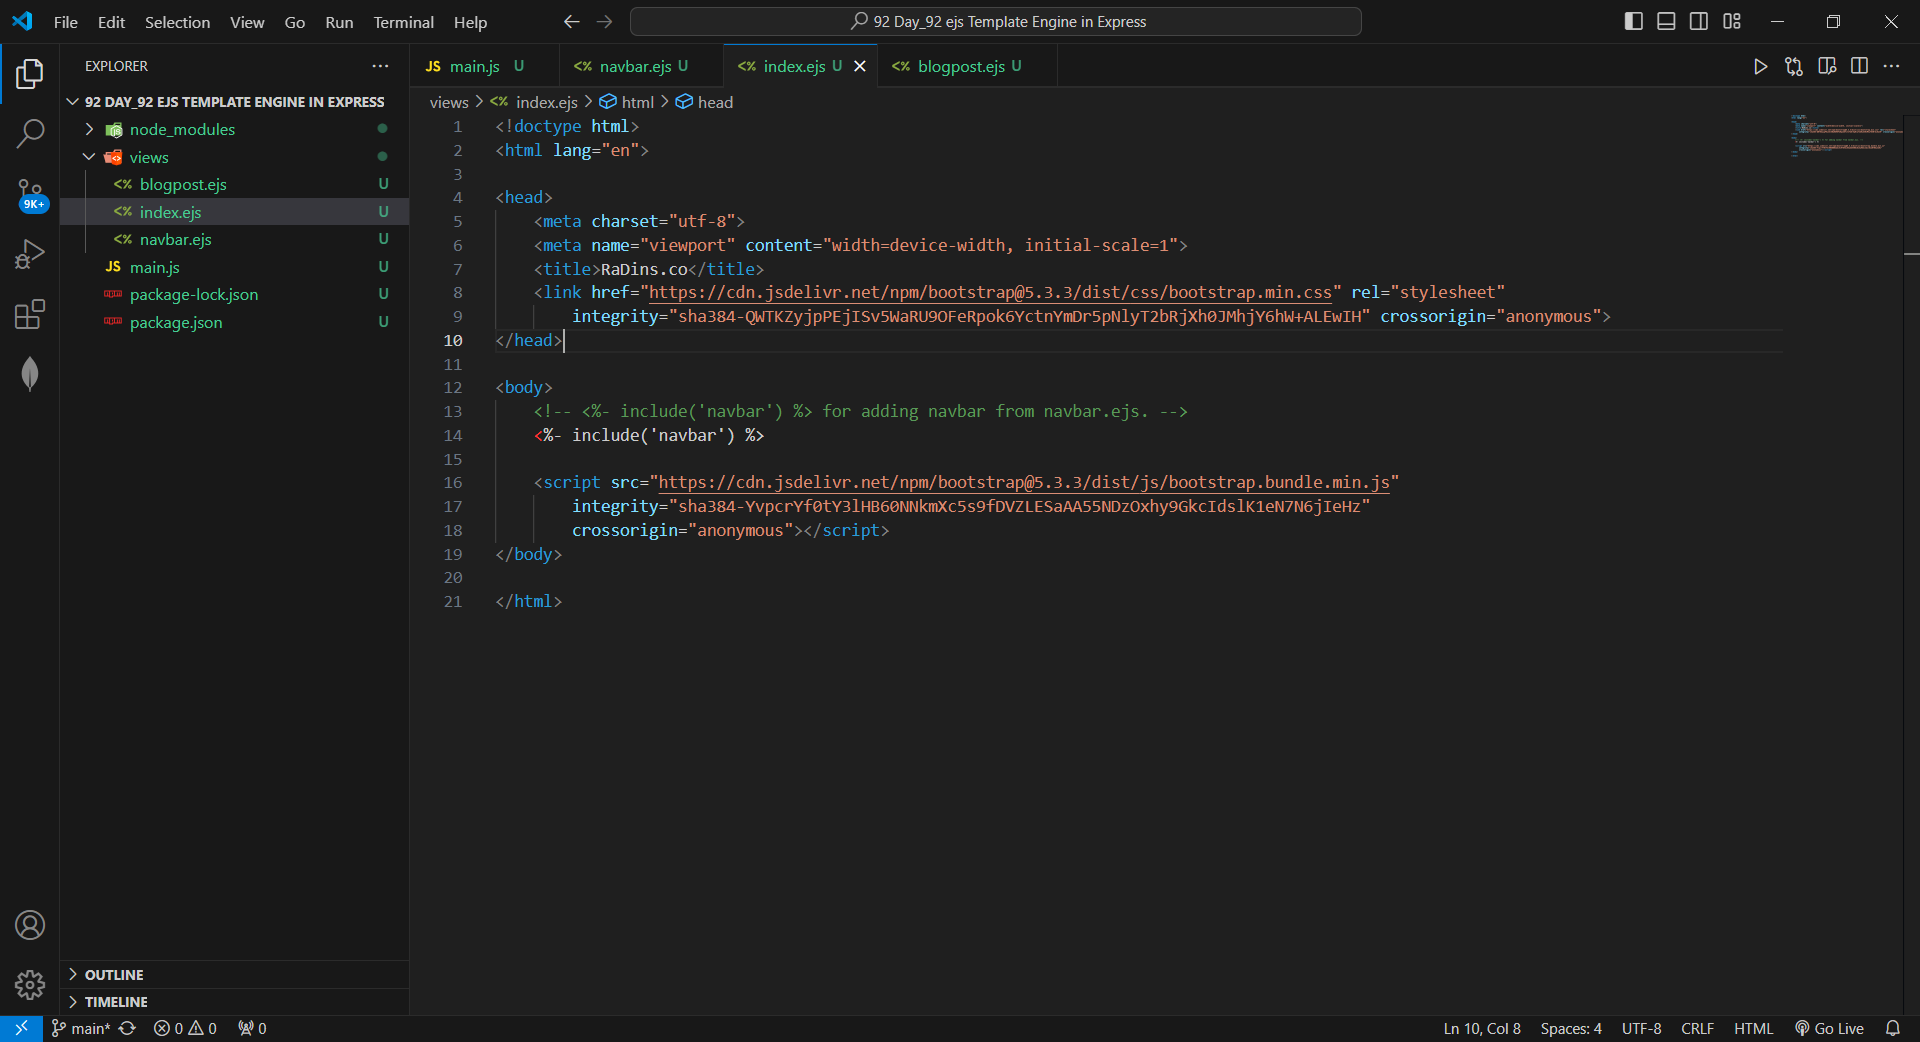 File Edit Selection View Go Run Terminal Help
92 Day_92 ejs Template Engine in Express
EXPLORER
92 DAY_92 EJS TEMPLATE ENGINE IN EXPRESS
node_modules
views
blogpost.ejs U
index.ejs U
navbar.ejs U
JS main.js U
package-lock.json U
package.json U
9K+
OUTLINE
TIMELINE
JS main.js U <% navbar.ejs U <% index.ejs U <% blogpost.ejs U
views > <% index.ejs > html > head
1 <!doctype html>
2 <html lang="en">
3
4 <head>
5 <meta charset="utf-8">
6 <meta name="viewport" content="width=device-width, initial-scale=1">
7 <title>RaDins.co</title>
8 <link href="https://cdn.jsdelivr.net/npm/bootstrap@5.3.3/dist/css/bootstrap.min.css" rel="stylesheet"
9 integrity="sha384-QWTKZyjpPEjISv5WaRU9OFeRpok6YctnYmDr5pNlyT2bRjXh0JMhjY6hW+ALEwIH" crossorigin="anonymous">
10 </head>
11
12 <body>
13 <!-- <%- include('navbar') %> for adding navbar from navbar.ejs. -->
14 <%- include('navbar') %>
15
16 <script src="https://cdn.jsdelivr.net/npm/bootstrap@5.3.3/dist/js/bootstrap.bundle.min.js"
17 integrity="sha384-YvpcrYf0tY3lHB60NNkmXc5s9fDVZLESaAA55NDzOxhy9GkcIdslK1eN7N6jIeHz"
18 crossorigin="anonymous"></script>
19 </body>
20
21 </html>
main* 0 0 0
Ln 10, Col 8 Spaces: 4 UTF-8 CRLF HTML Go Live